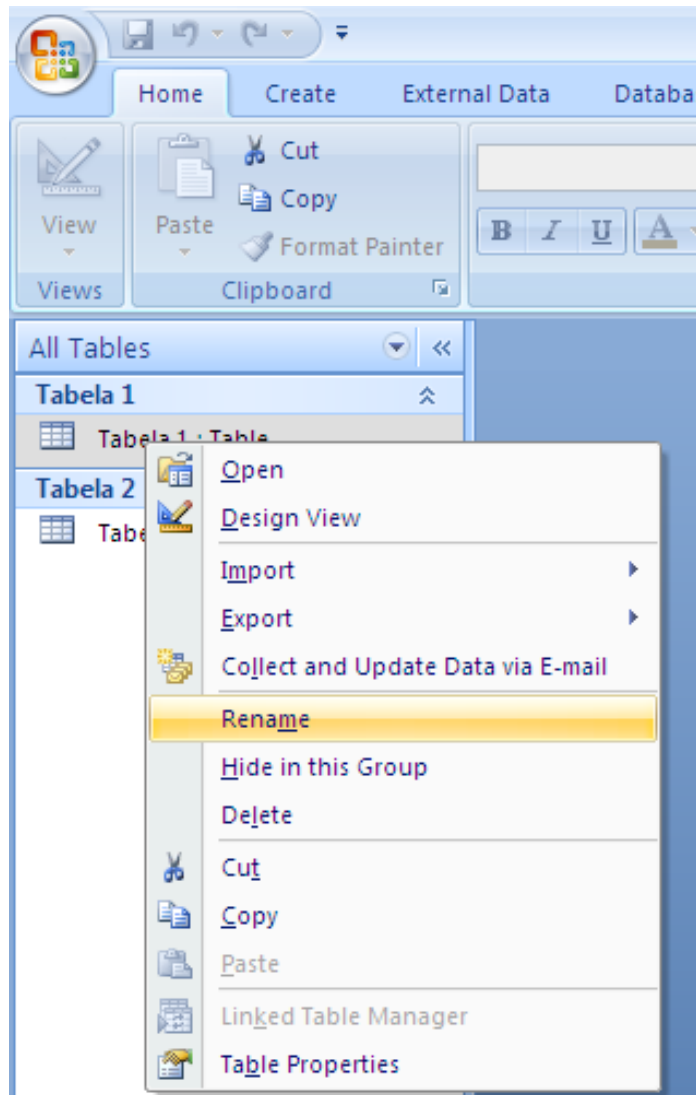 Home Create External Data Databa
Cut
Copy
View Paste Format Painter
B I U A
Views Clipboard
All Tables
Tabela 1
Tabela 1 : Table
Open
Tabela 2
Design View
Import
Export
Collect and Update Data via E-mail
Rename
Hide in this Group
Delete
Cut
Copy
Paste
Linked Table Manager
Table Properties